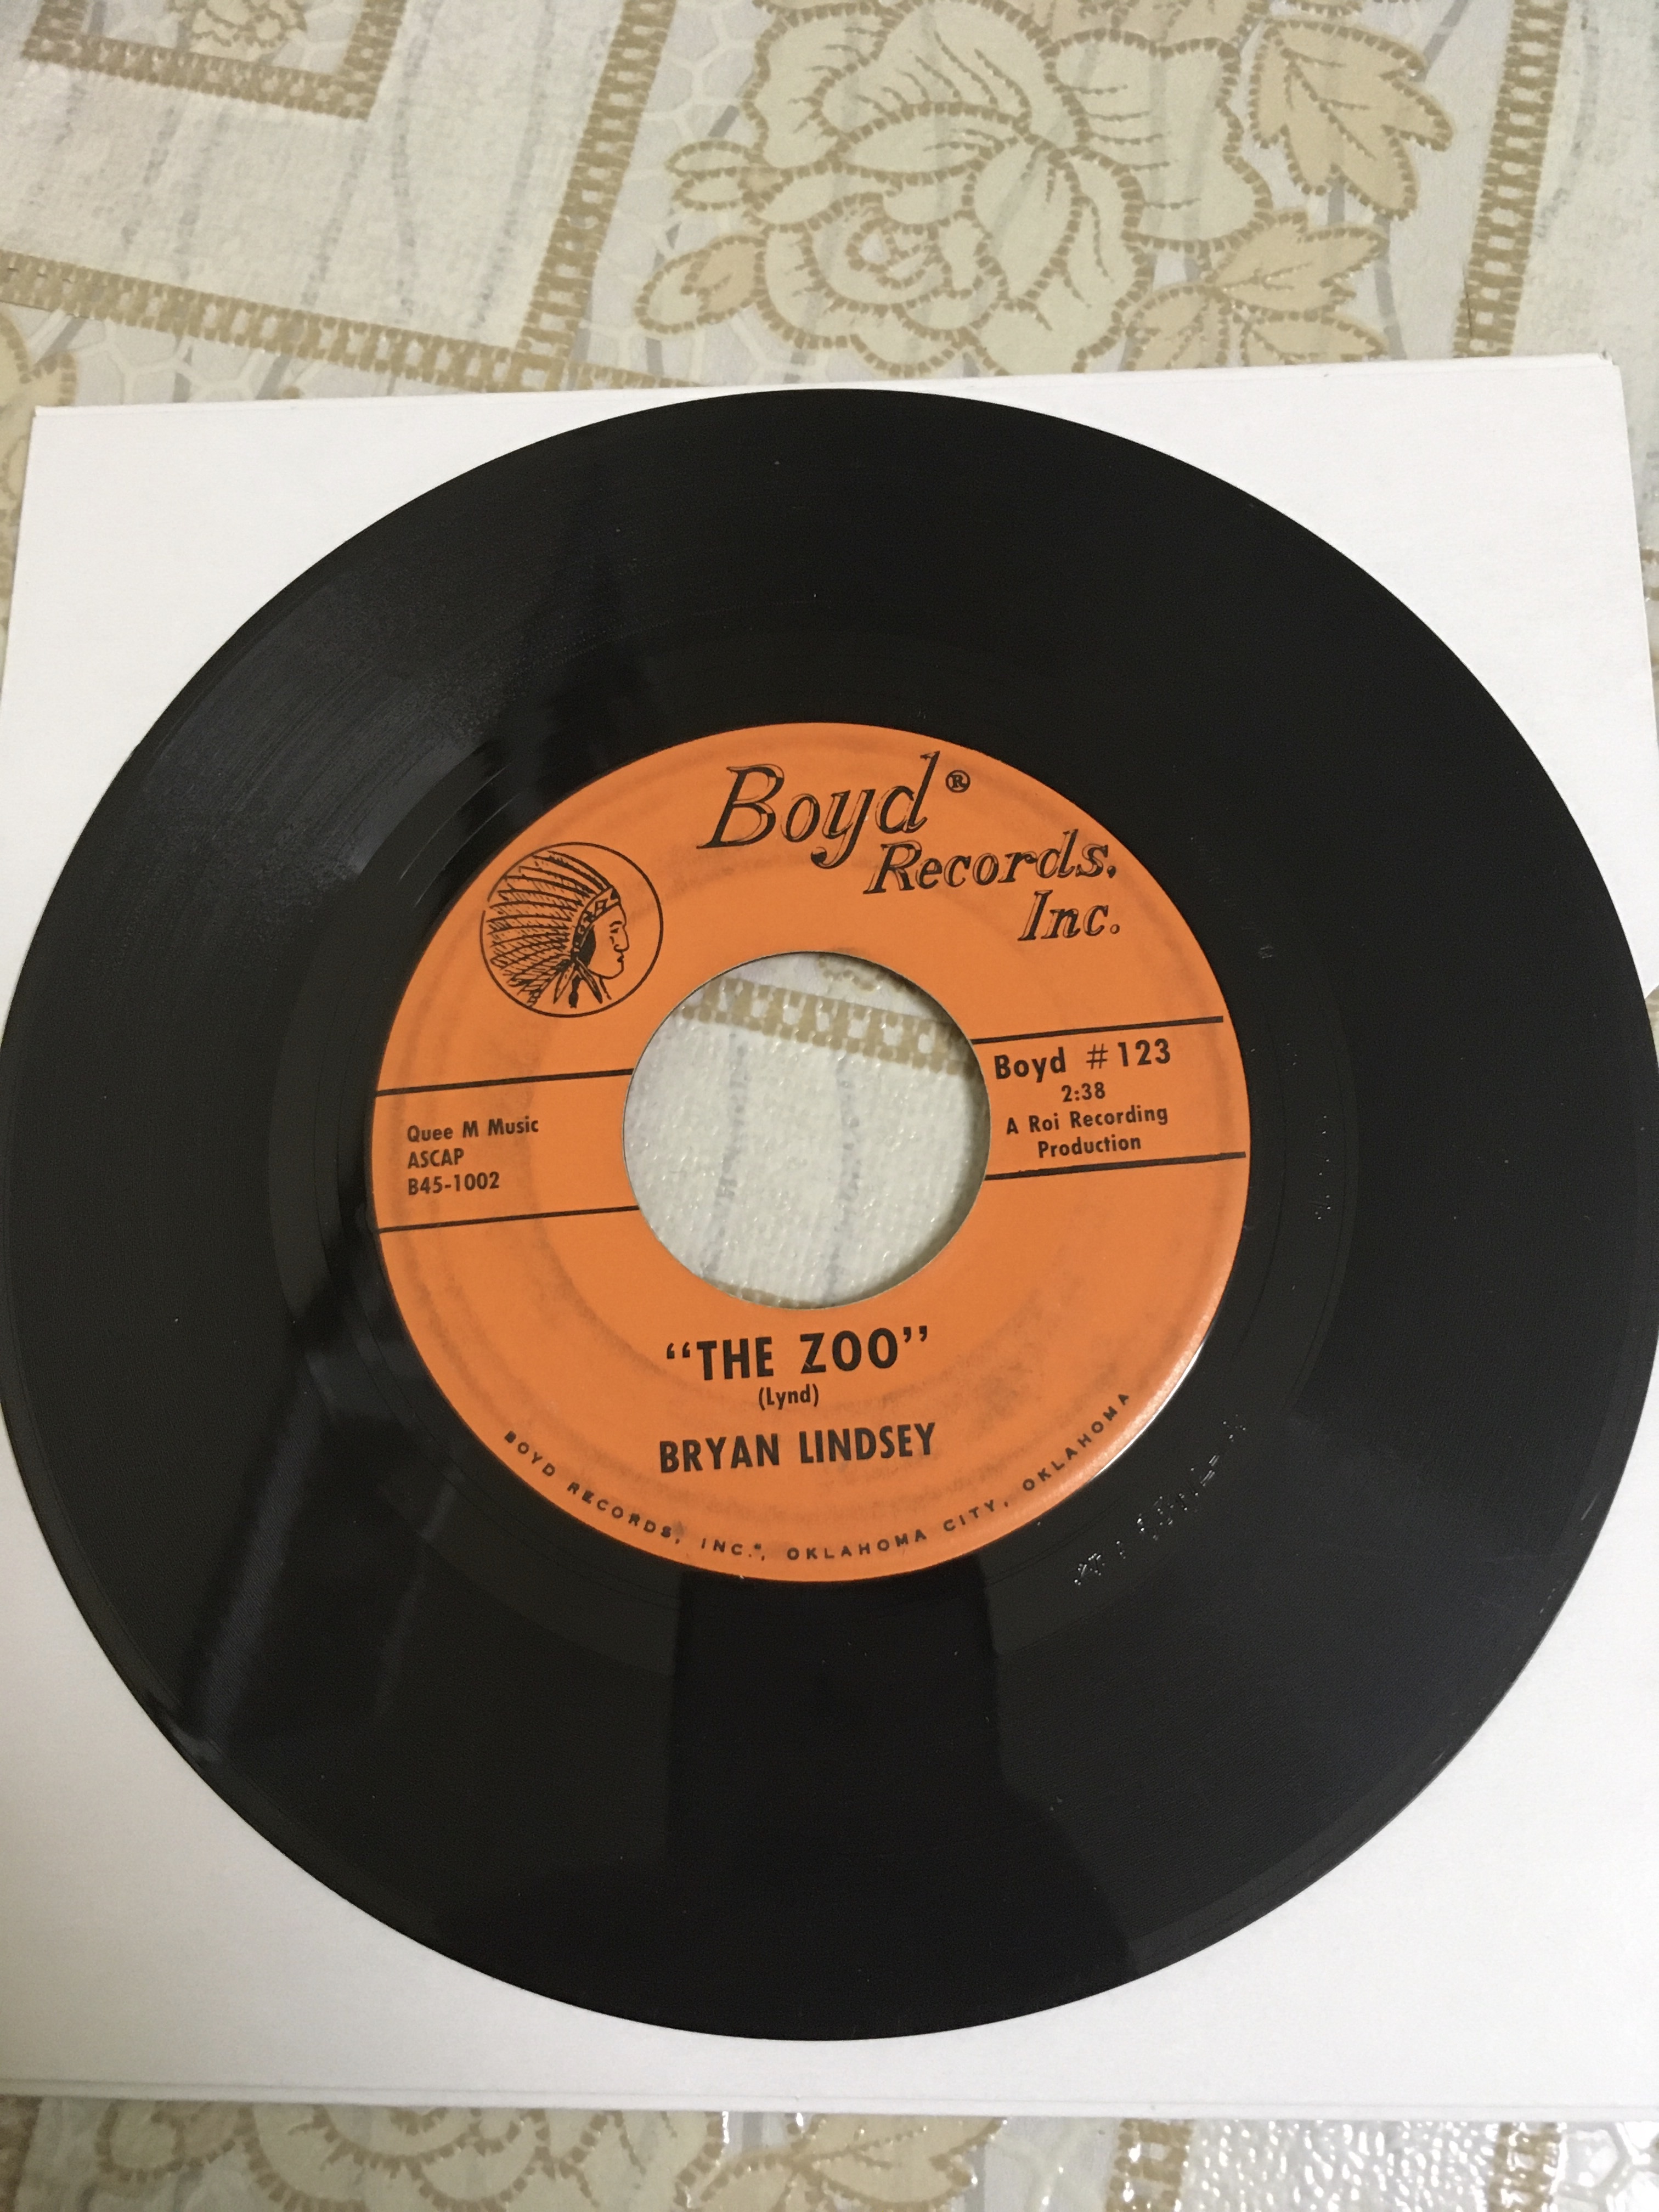 Boyd®
Records.
Inc.
Boyd #123
2:38
A Roi Recording
Production
Quee M Music
ASCAP
B45-1002
“THE ZOO”
(Lynd)
BRYAN LINDSEY
BOYD RECORDS, INC.®, OKLAHOMA CITY, OKLAHOMA